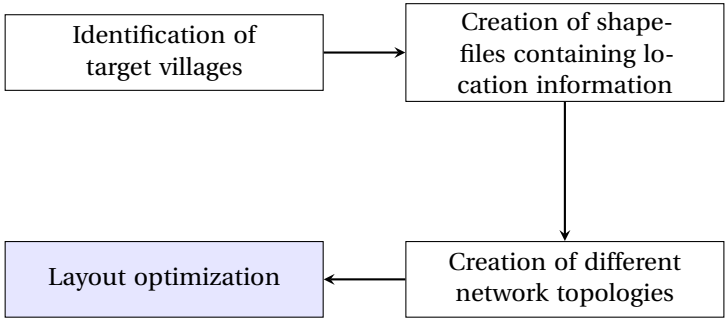 Identification of
target villages
Creation of shape-
files containing lo-
cation information
Layout optimization
Creation of different
network topologies